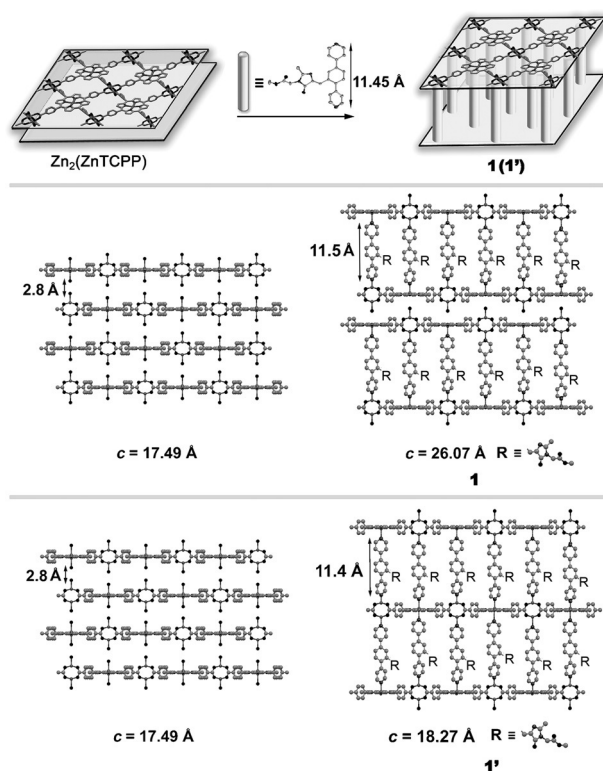 ≡
11.45 Å
Zn₂(ZnTCPP)
1(1')
11.5 Å
R R R R R R
2.8 Å
R R R R R R
c = 17.49 Å
c = 26.07 Å R ≡
1
2.8 Å
11.4 Å
R R R R R R
R R R R R R
c = 17.49 Å
c = 18.27 Å R ≡
1'